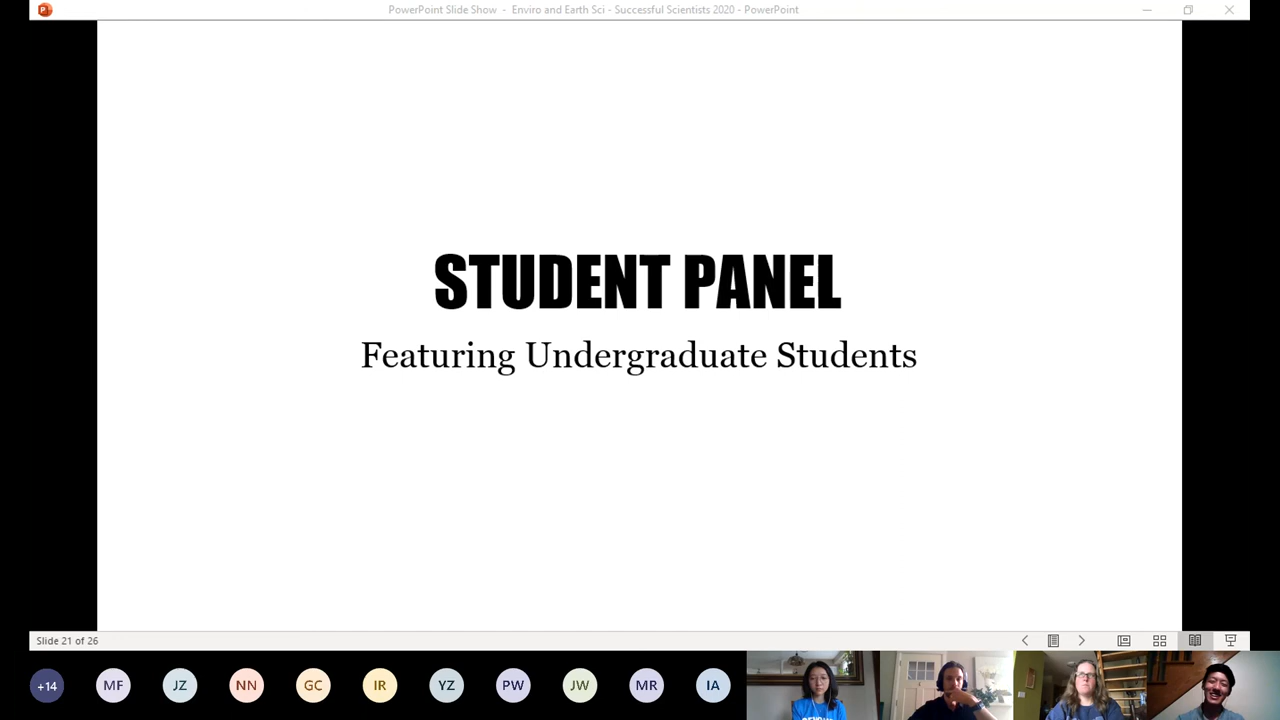 PowerPoint Slide Show - Enviro and Earth Sci - Successful Scientists 2020 - PowerPoint
STUDENT PANEL
Featuring Undergraduate Students
Slide 21 of 26
+14 MF JZ NN GC IR YZ PW JW MR IA